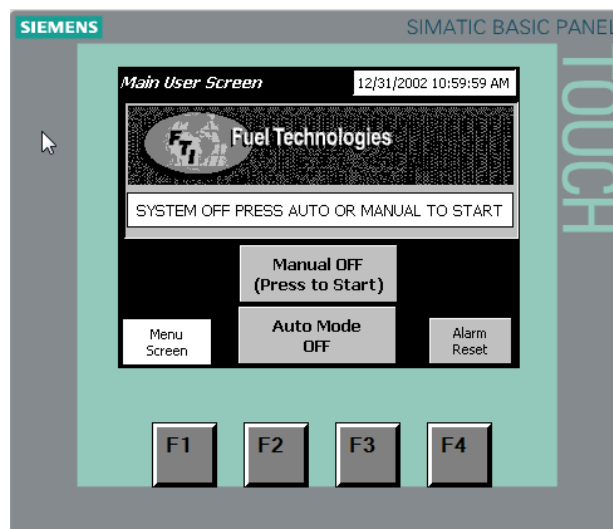 SIEMENS
SIMATIC BASIC PANEL
TOUCH
Main User Screen
12/31/2002 10:59:59 AM
FTI
Fuel Technologies
SYSTEM OFF PRESS AUTO OR MANUAL TO START
Manual OFF
(Press to Start)
Menu
Screen
Auto Mode
OFF
Alarm
Reset
F1
F2
F3
F4